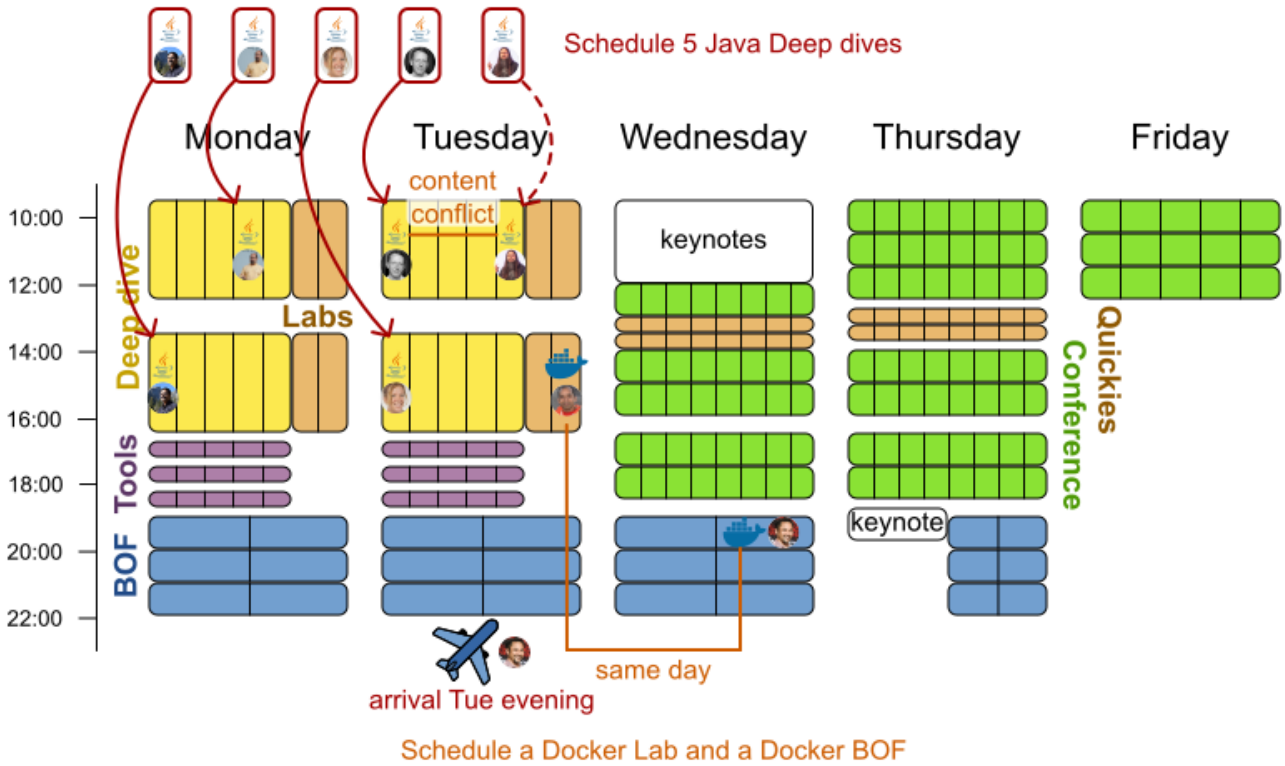 Schedule 5 Java Deep dives
Monday
Tuesday
Wednesday
Thursday
Friday
content
conflict
10:00
12:00
14:00
16:00
18:00
20:00
22:00
Deep dive
Labs
Tools
BOF
keynotes
keynote
Quickies
Conference
same day
arrival Tue evening
Schedule a Docker Lab and a Docker BOF